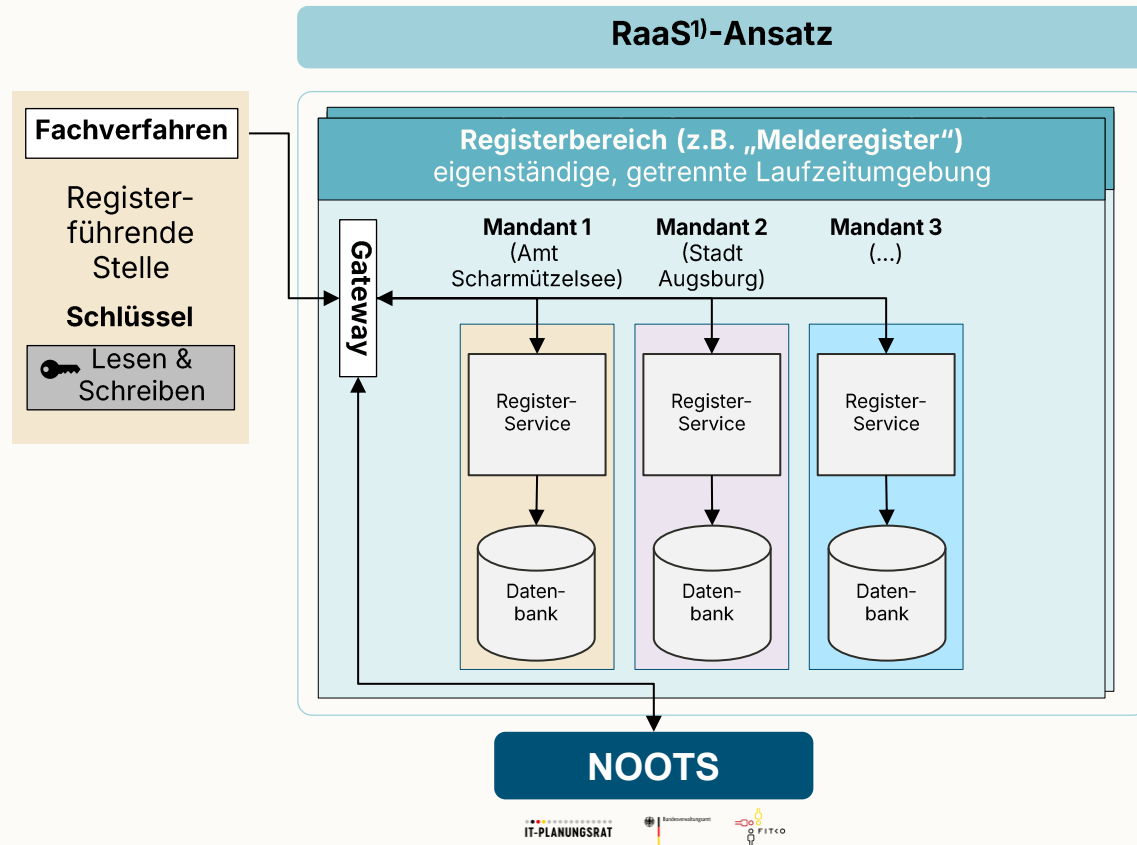 RaaS¹⁾-Ansatz
Fachverfahren
Register-
führende
Stelle
Schlüssel
Lesen &
Schreiben
Registerbereich (z.B. „Melderegister“)
eigenständige, getrennte Laufzeitumgebung
Gateway
Mandant 1
(Amt
Scharmützelsee)
Mandant 2
(Stadt
Augsburg)
Mandant 3
(...)
Register-
Service
Register-
Service
Register-
Service
Daten-
bank
Daten-
bank
Daten-
bank
NOOTS
IT-PLANUNGSRAT
Bundesverwaltungsamt
FITKO